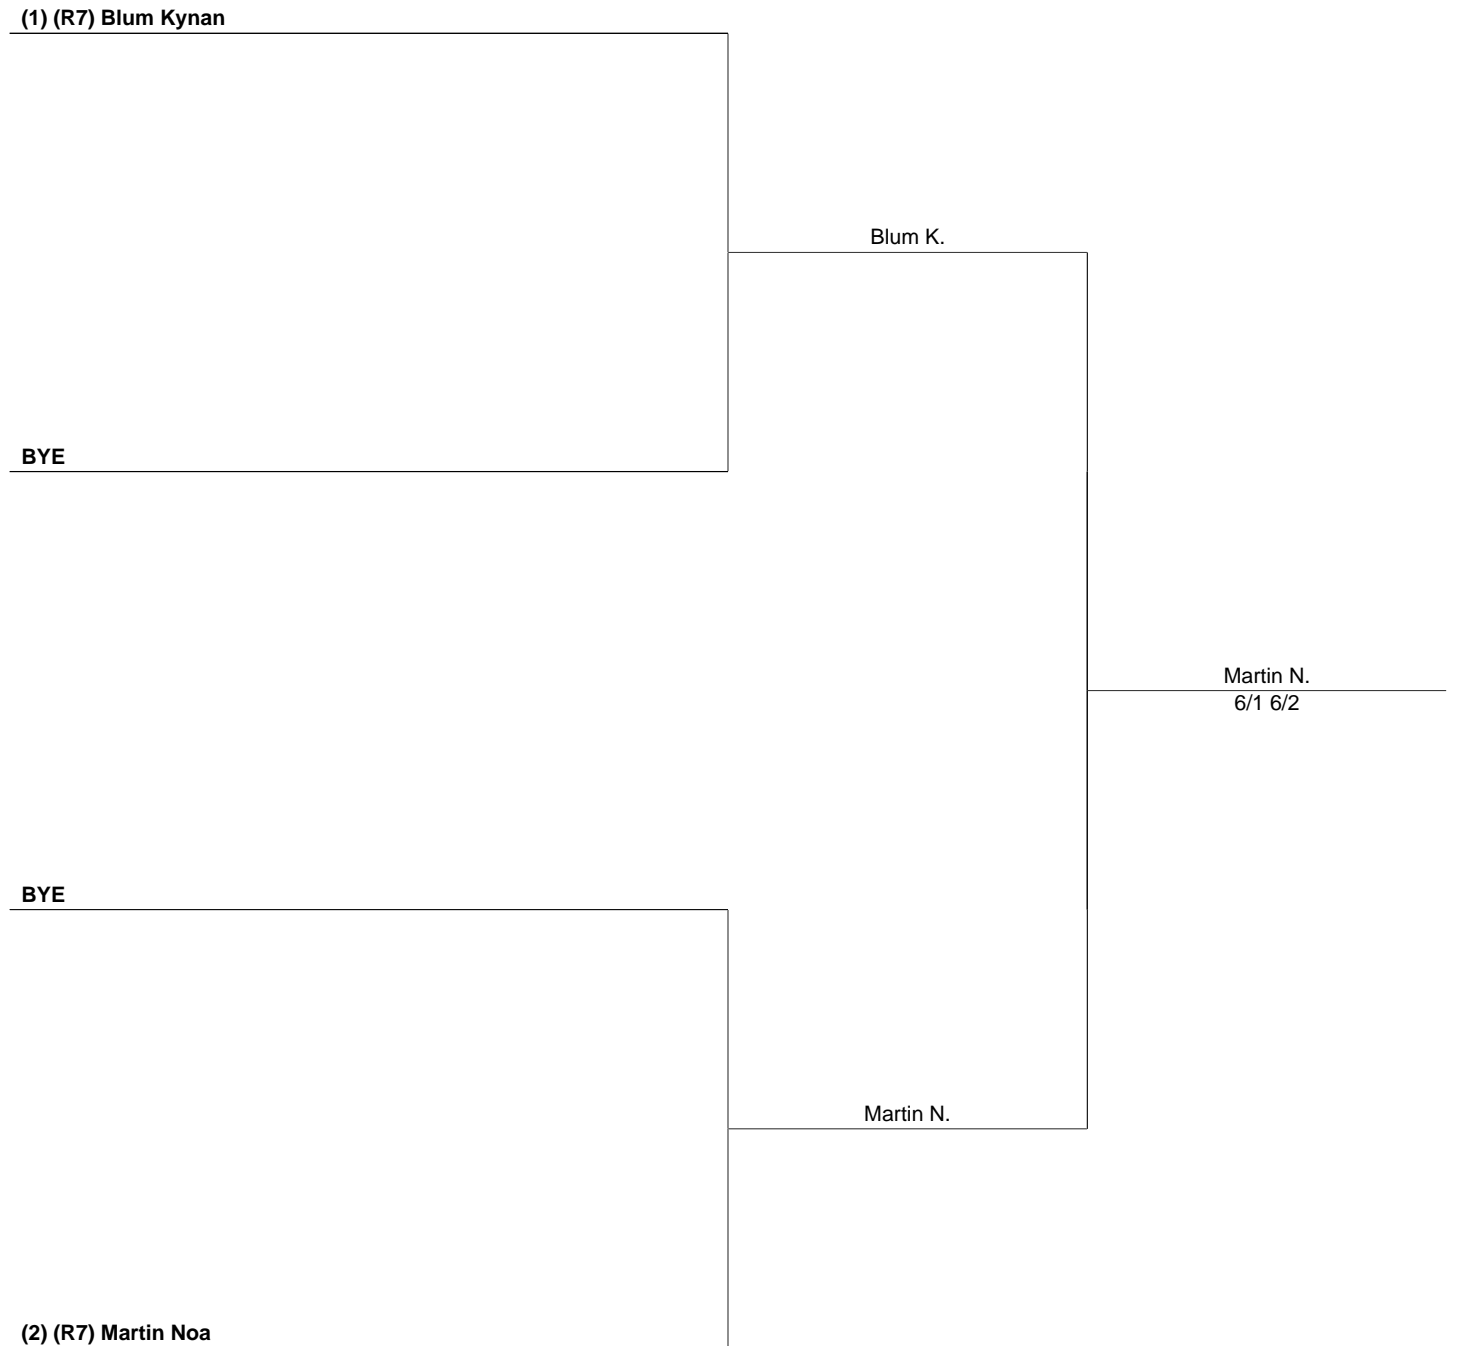 (1) (R7) Blum Kynan
Blum K.
BYE
Martin N.
6/1 6/2
BYE
Martin N.
(2) (R7) Martin Noa